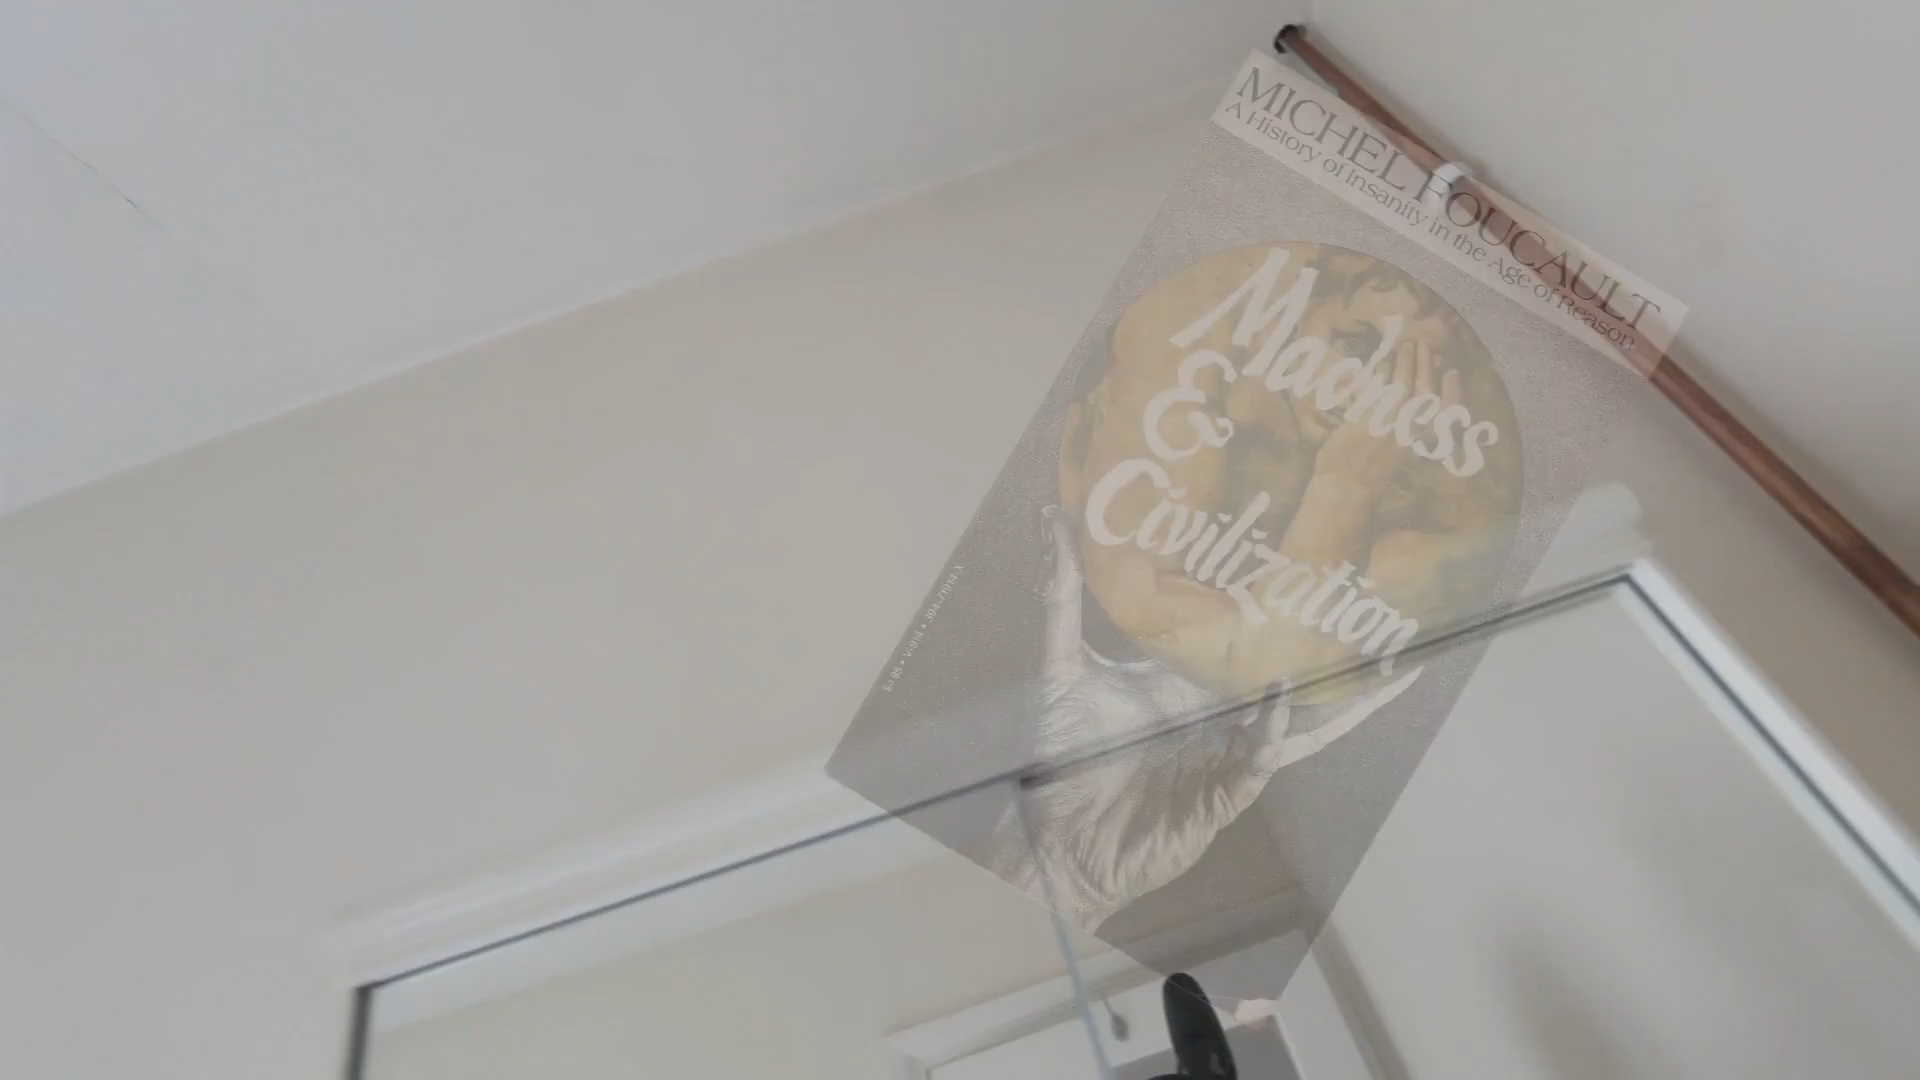 MICHEL FOUCAULT
A History of Insanity in the Age of Reason
Madness
&
Civilization